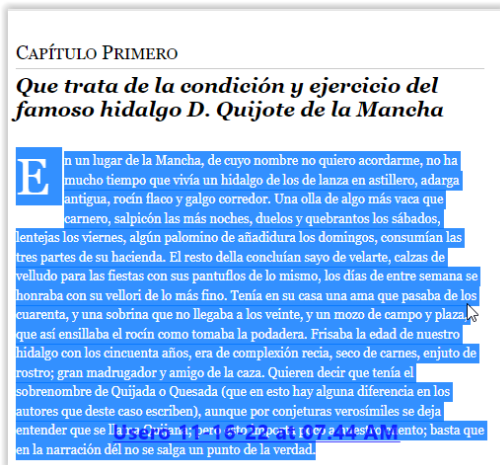 CAPÍTULO PRIMERO
Que trata de la condición y ejercicio del
famoso hidalgo D. Quijote de la Mancha
En un lugar de la Mancha, de cuyo nombre no quiero acordarme, no ha
mucho tiempo que vivía un hidalgo de los de lanza en astillero, adarga
antigua, rocín flaco y galgo corredor. Una olla de algo más vaca que
carnero, salpicón las más noches, duelos y quebrantos los sábados,
lentejas los viernes, algún palomino de añadidura los domingos, consumían las
tres partes de su hacienda. El resto della concluían sayo de velarte, calzas de
velludo para las fiestas con sus pantuflos de lo mismo, los días de entre semana se
honraba con su vellori de lo más fino. Tenía en su casa una ama que pasaba de los
cuarenta, y una sobrina que no llegaba a los veinte, y un mozo de campo y plaza,
que así ensillaba el rocín como tomaba la podadera. Frisaba la edad de nuestro
hidalgo con los cincuenta años, era de complexión recia, seco de carnes, enjuto de
rostro; gran madrugador y amigo de la caza. Quieren decir que tenía el
sobrenombre de Quijada o Quesada (que en esto hay alguna diferencia en los
autores que deste caso escriben), aunque por conjeturas verosímiles se deja
entender que se basta que
User0 11-16-22 at 07.44 AM
en la narración dél no se salga un punto de la verdad.